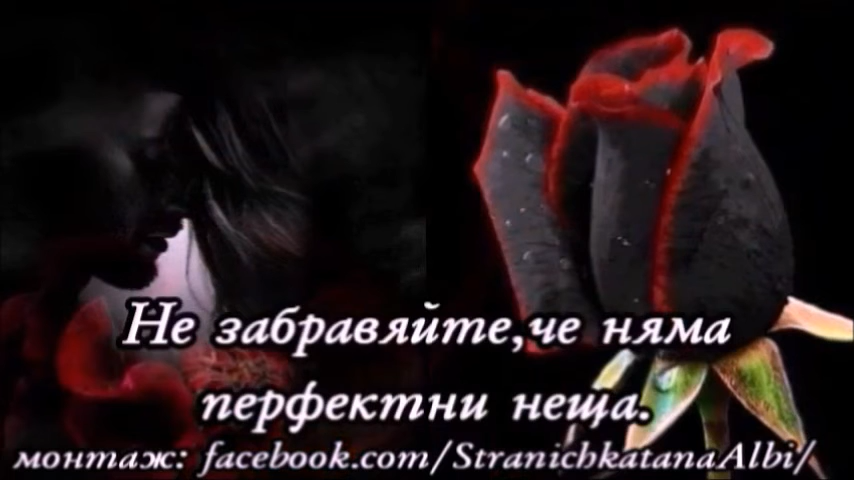 Не забравяйте,че няма
перфектни неща.
монтаж: facebook.com/StranichkatanaAlbi/